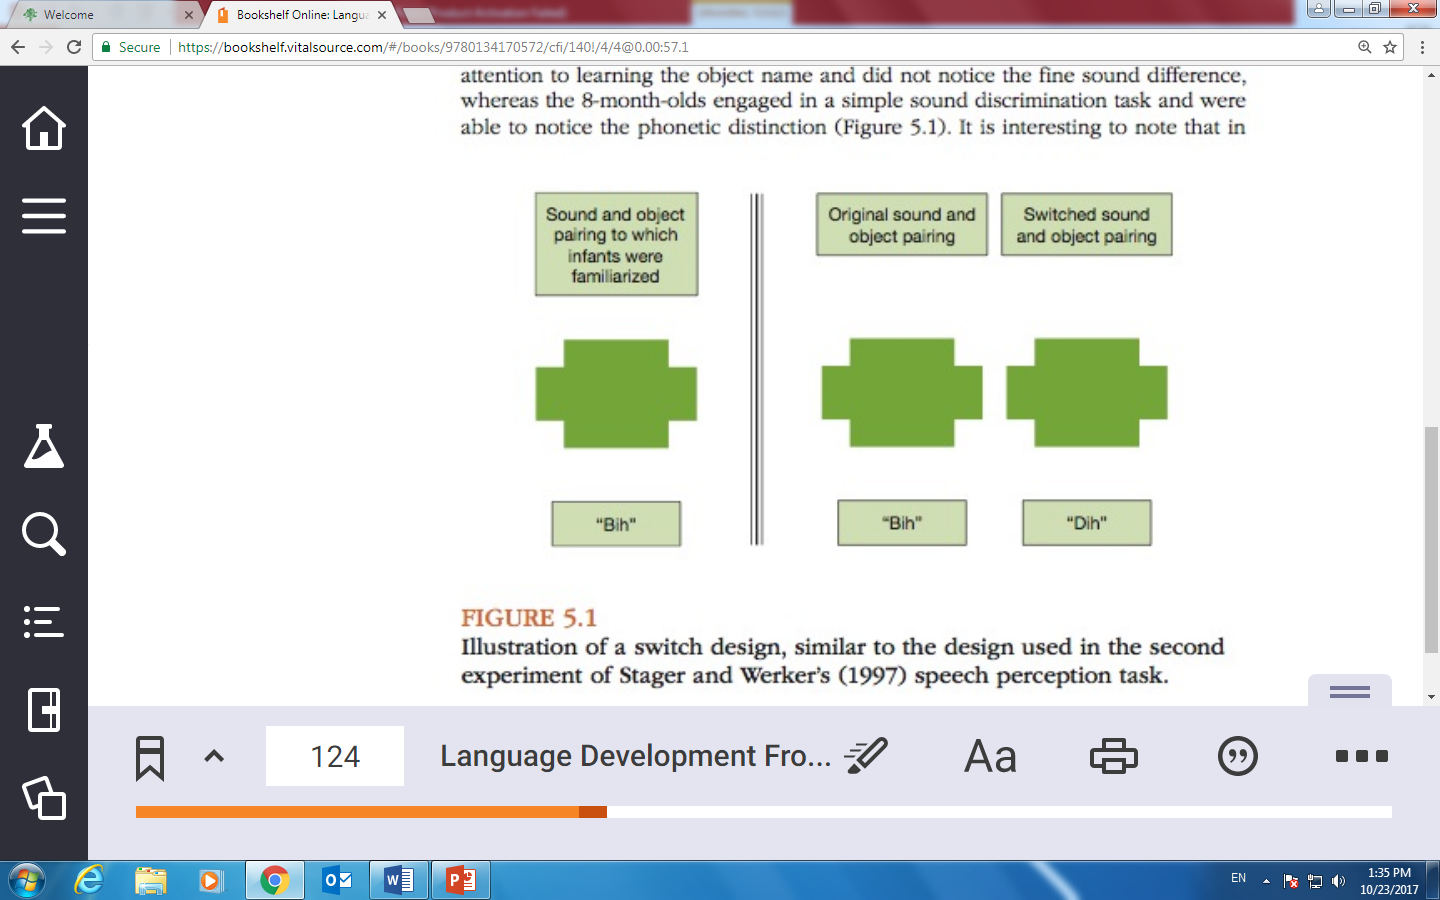 Welcome
Bookshelf Online: Langua
Secure
https://bookshelf.vitalsource.com/#/books/9780134170572/cfi/140!/4/4@0.00:57.1
attention to learning the object name and did not notice the fine sound difference,
whereas the 8-month-olds engaged in a simple sound discrimination task and were
able to notice the phonetic distinction (Figure 5.1). It is interesting to note that in
Sound and object
pairing to which
infants were
familiarized
Original sound and
object pairing
Switched sound
and object pairing
“Bih”
“Bih”
“Dih”
FIGURE 5.1
Illustration of a switch design, similar to the design used in the second
experiment of Stager and Werker’s (1997) speech perception task.
124
Language Development Fro...
Aa
EN
1:35 PM
10/23/2017